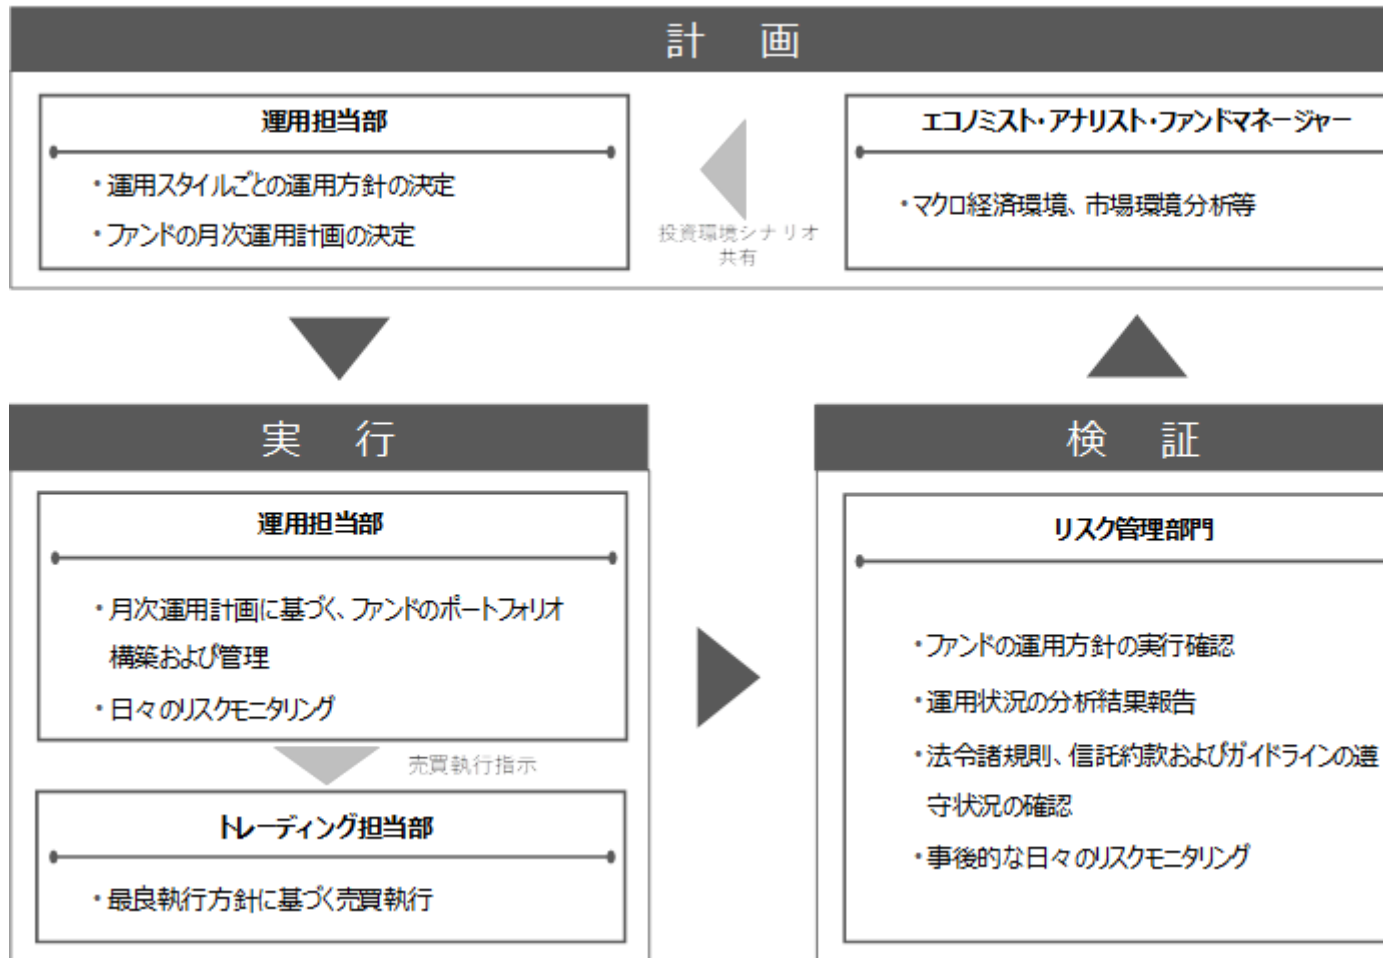 計　画
運用担当部
・運用スタイルごとの運用方針の決定
・ファンドの月次運用計画の決定
投資環境シナリオ
共有
エコノミスト・アナリスト・ファンドマネージャー
・マクロ経済環境、市場環境分析等
実　行
運用担当部
・月次運用計画に基づく、ファンドのポートフォリオ
構築および管理
・日々のリスクモニタリング
売買執行指示
トレーディング担当部
・最良執行方針に基づく売買執行
検　証
リスク管理部門
・ファンドの運用方針の実行確認
・運用状況の分析結果報告
・法令諸規則、信託約款およびガイドラインの遵
守状況の確認
・事後的な日々のリスクモニタリング